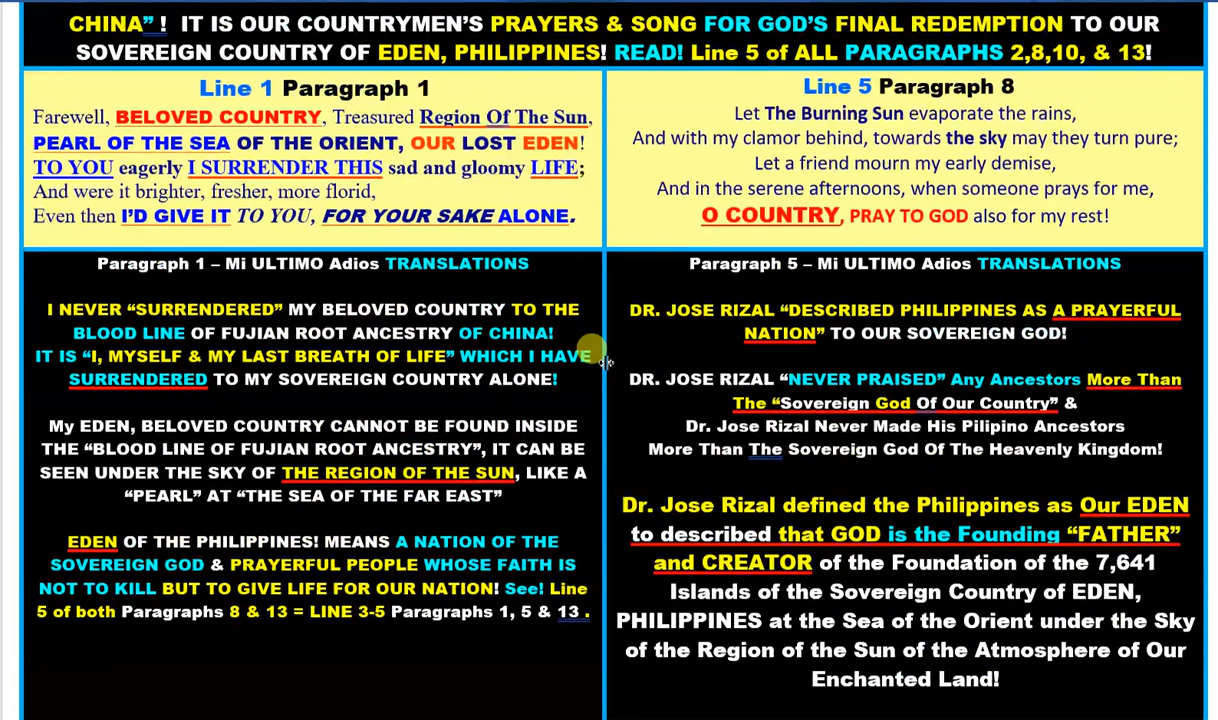 CHINA" ! IT IS OUR COUNTRYMEN'S PRAYERS & SONG FOR GOD'S FINAL REDEMPTION TO OUR
SOVEREIGN COUNTRY OF EDEN, PHILIPPINES! READ! Line 5 of ALL PARAGRAPHS 2,8,10, & 13!
Line 1 Paragraph 1
Farewell, BELOVED COUNTRY, Treasured Region Of The Sun,
PEARL OF THE SEA OF THE ORIENT, OUR LOST EDEN!
TO YOU eagerly I SURRENDER THIS sad and gloomy LIFE;
And were it brighter, fresher, more florid,
Even then I'D GIVE IT TO YOU, FOR YOUR SAKE ALONE.
Line 5 Paragraph 8
Let The Burning Sun evaporate the rains,
And with my clamor behind, towards the sky may they turn pure;
Let a friend mourn my early demise,
And in the serene afternoons, when someone prays for me,
O COUNTRY, PRAY TO GOD also for my rest!
Paragraph 1 – Mi ULTIMO Adios TRANSLATIONS
I NEVER "SURRENDERED" MY BELOVED COUNTRY TO THE
BLOOD LINE OF FUJIAN ROOT ANCESTRY OF CHINA!
IT IS "I, MYSELF & MY LAST BREATH OF LIFE" WHICH I HAVE
SURRENDERED TO MY SOVEREIGN COUNTRY ALONE!
My EDEN, BELOVED COUNTRY CANNOT BE FOUND INSIDE
THE "BLOOD LINE OF FUJIAN ROOT ANCESTRY", IT CAN BE
SEEN UNDER THE SKY OF THE REGION OF THE SUN, LIKE A
"PEARL" AT "THE SEA OF THE FAR EAST"
EDEN OF THE PHILIPPINES! MEANS A NATION OF THE
SOVEREIGN GOD & PRAYERFUL PEOPLE WHOSE FAITH IS
NOT TO KILL BUT TO GIVE LIFE FOR OUR NATION! See! Line
5 of both Paragraphs 8 & 13 = LINE 3-5 Paragraphs 1, 5 & 13 .
Paragraph 5 – Mi ULTIMO Adios TRANSLATIONS
DR. JOSE RIZAL "DESCRIBED PHILIPPINES AS A PRAYERFUL
NATION" TO OUR SOVEREIGN GOD!
DR. JOSE RIZAL "NEVER PRAISED" Any Ancestors More Than
The "Sovereign God Of Our Country" &
Dr. Jose Rizal Never Made His Pilipino Ancestors
More Than The Sovereign God Of The Heavenly Kingdom!
Dr. Jose Rizal defined the Philippines as Our EDEN
to described that GOD is the Founding "FATHER"
and CREATOR of the Foundation of the 7,641
Islands of the Sovereign Country of EDEN,
PHILIPPINES at the Sea of the Orient under the Sky
of the Region of the Sun of the Atmosphere of Our
Enchanted Land!